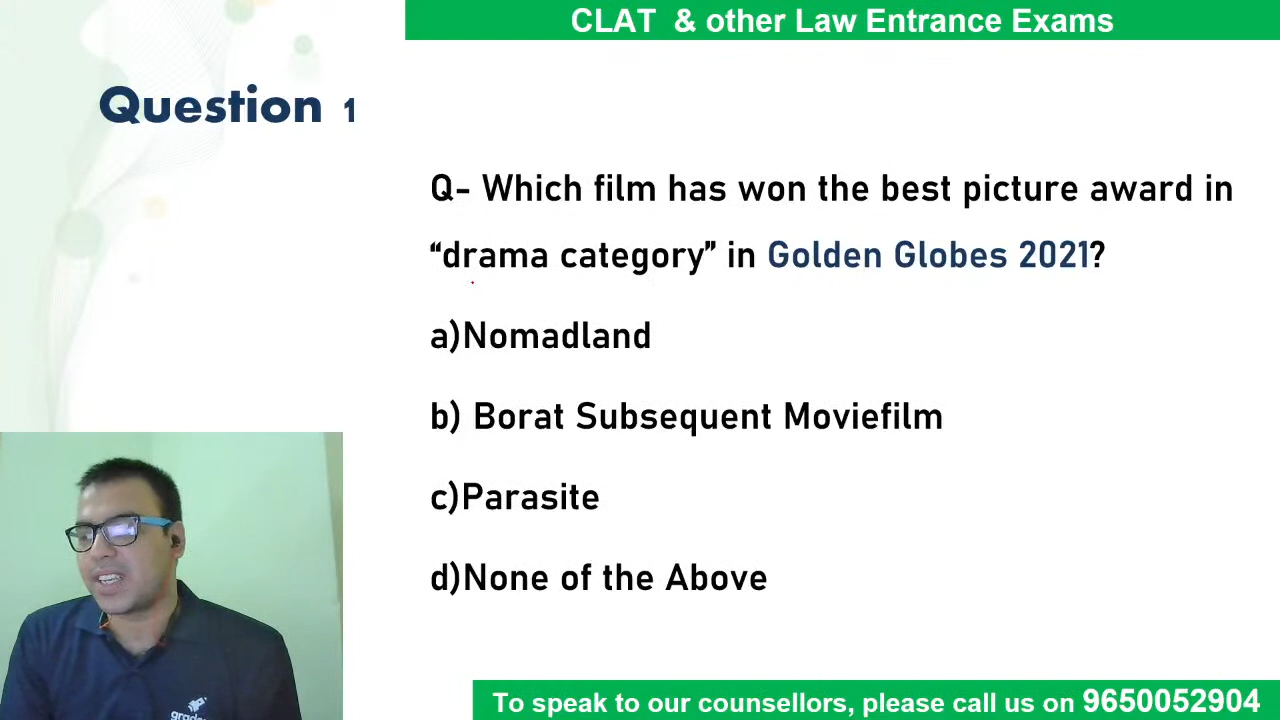 CLAT & other Law Entrance Exams
Question 1
Q- Which film has won the best picture award in
“drama category” in Golden Globes 2021?
a)Nomadland
b) Borat Subsequent Moviefilm
c)Parasite
d)None of the Above
To speak to our counsellors, please call us on 9650052904